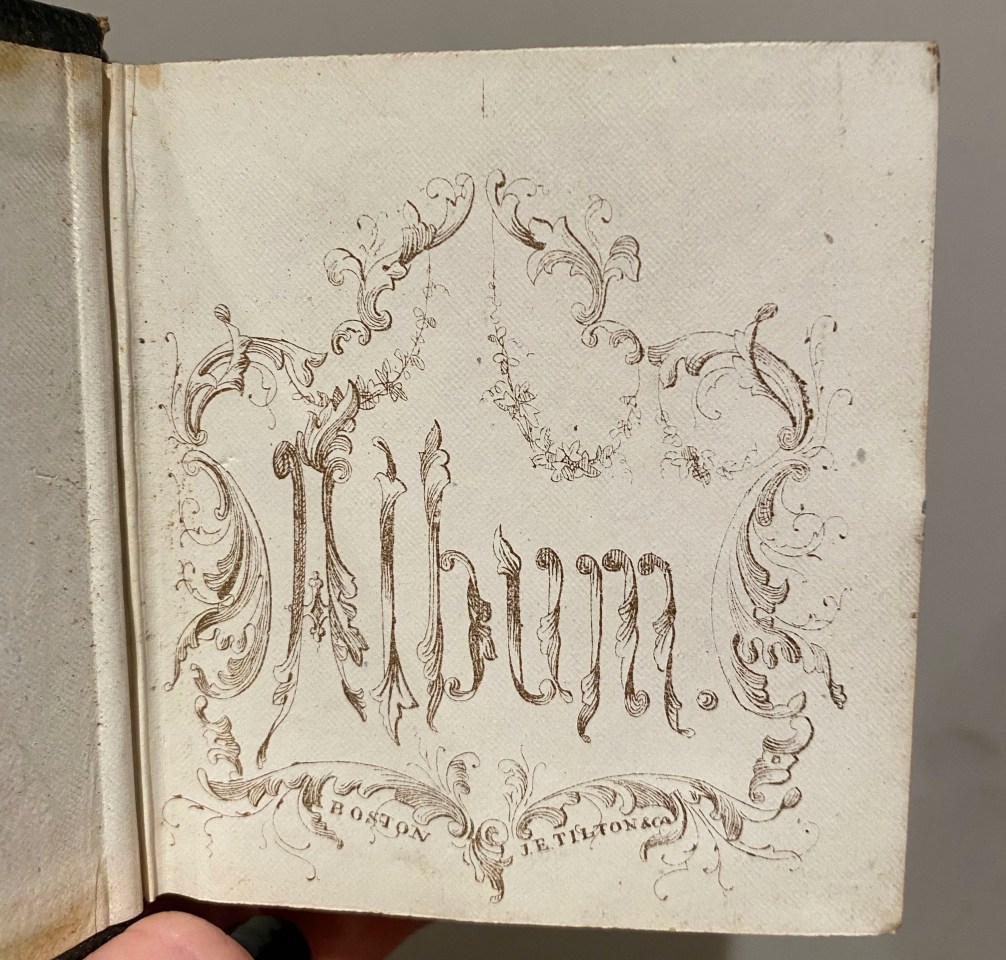 Album.
BOSTON J. E. TILTON & CO.